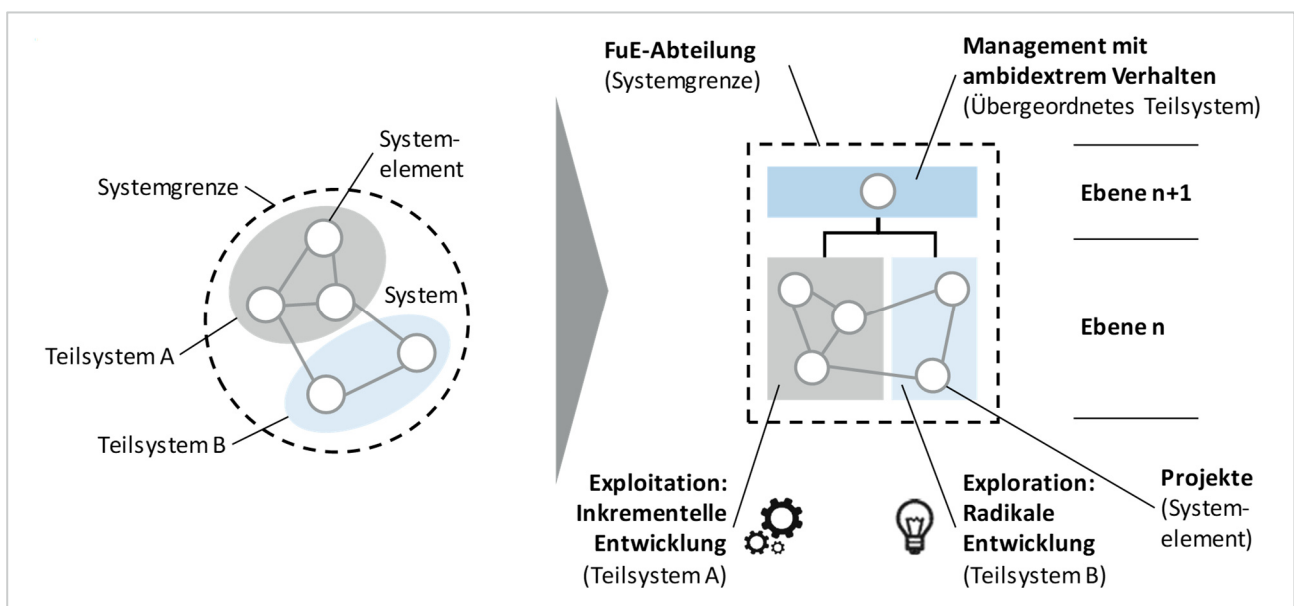 System-
element
Systemgrenze
System
Teilsystem A
Teilsystem B
FuE-Abteilung
(Systemgrenze)
Management mit
ambidextrem Verhalten
(Übergeordnetes Teilsystem)
Ebene n+1
Ebene n
Exploitation:
Inkrementelle
Entwicklung
(Teilsystem A)
Exploration:
Radikale
Entwicklung
(Teilsystem B)
Projekte
(System-
element)